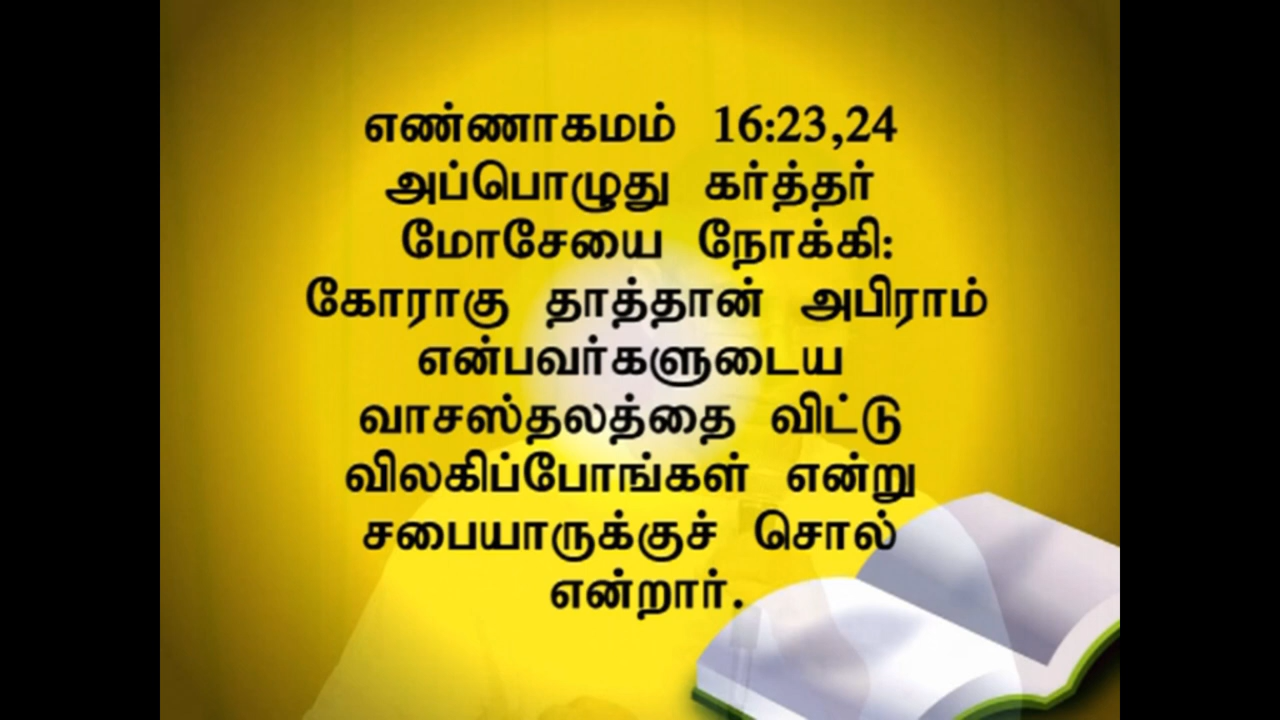 எண்ணாகமம் 16:23,24
அப்பொழுது கர்த்தர்
மோசேயை நோக்கி:
கோராகு தாத்தான் அபிராம்
என்பவர்களுடைய
வாசஸ்தலத்தை விட்டு
விலகிப்போங்கள் என்று
சபையாருக்குச் சொல்
என்றார்.